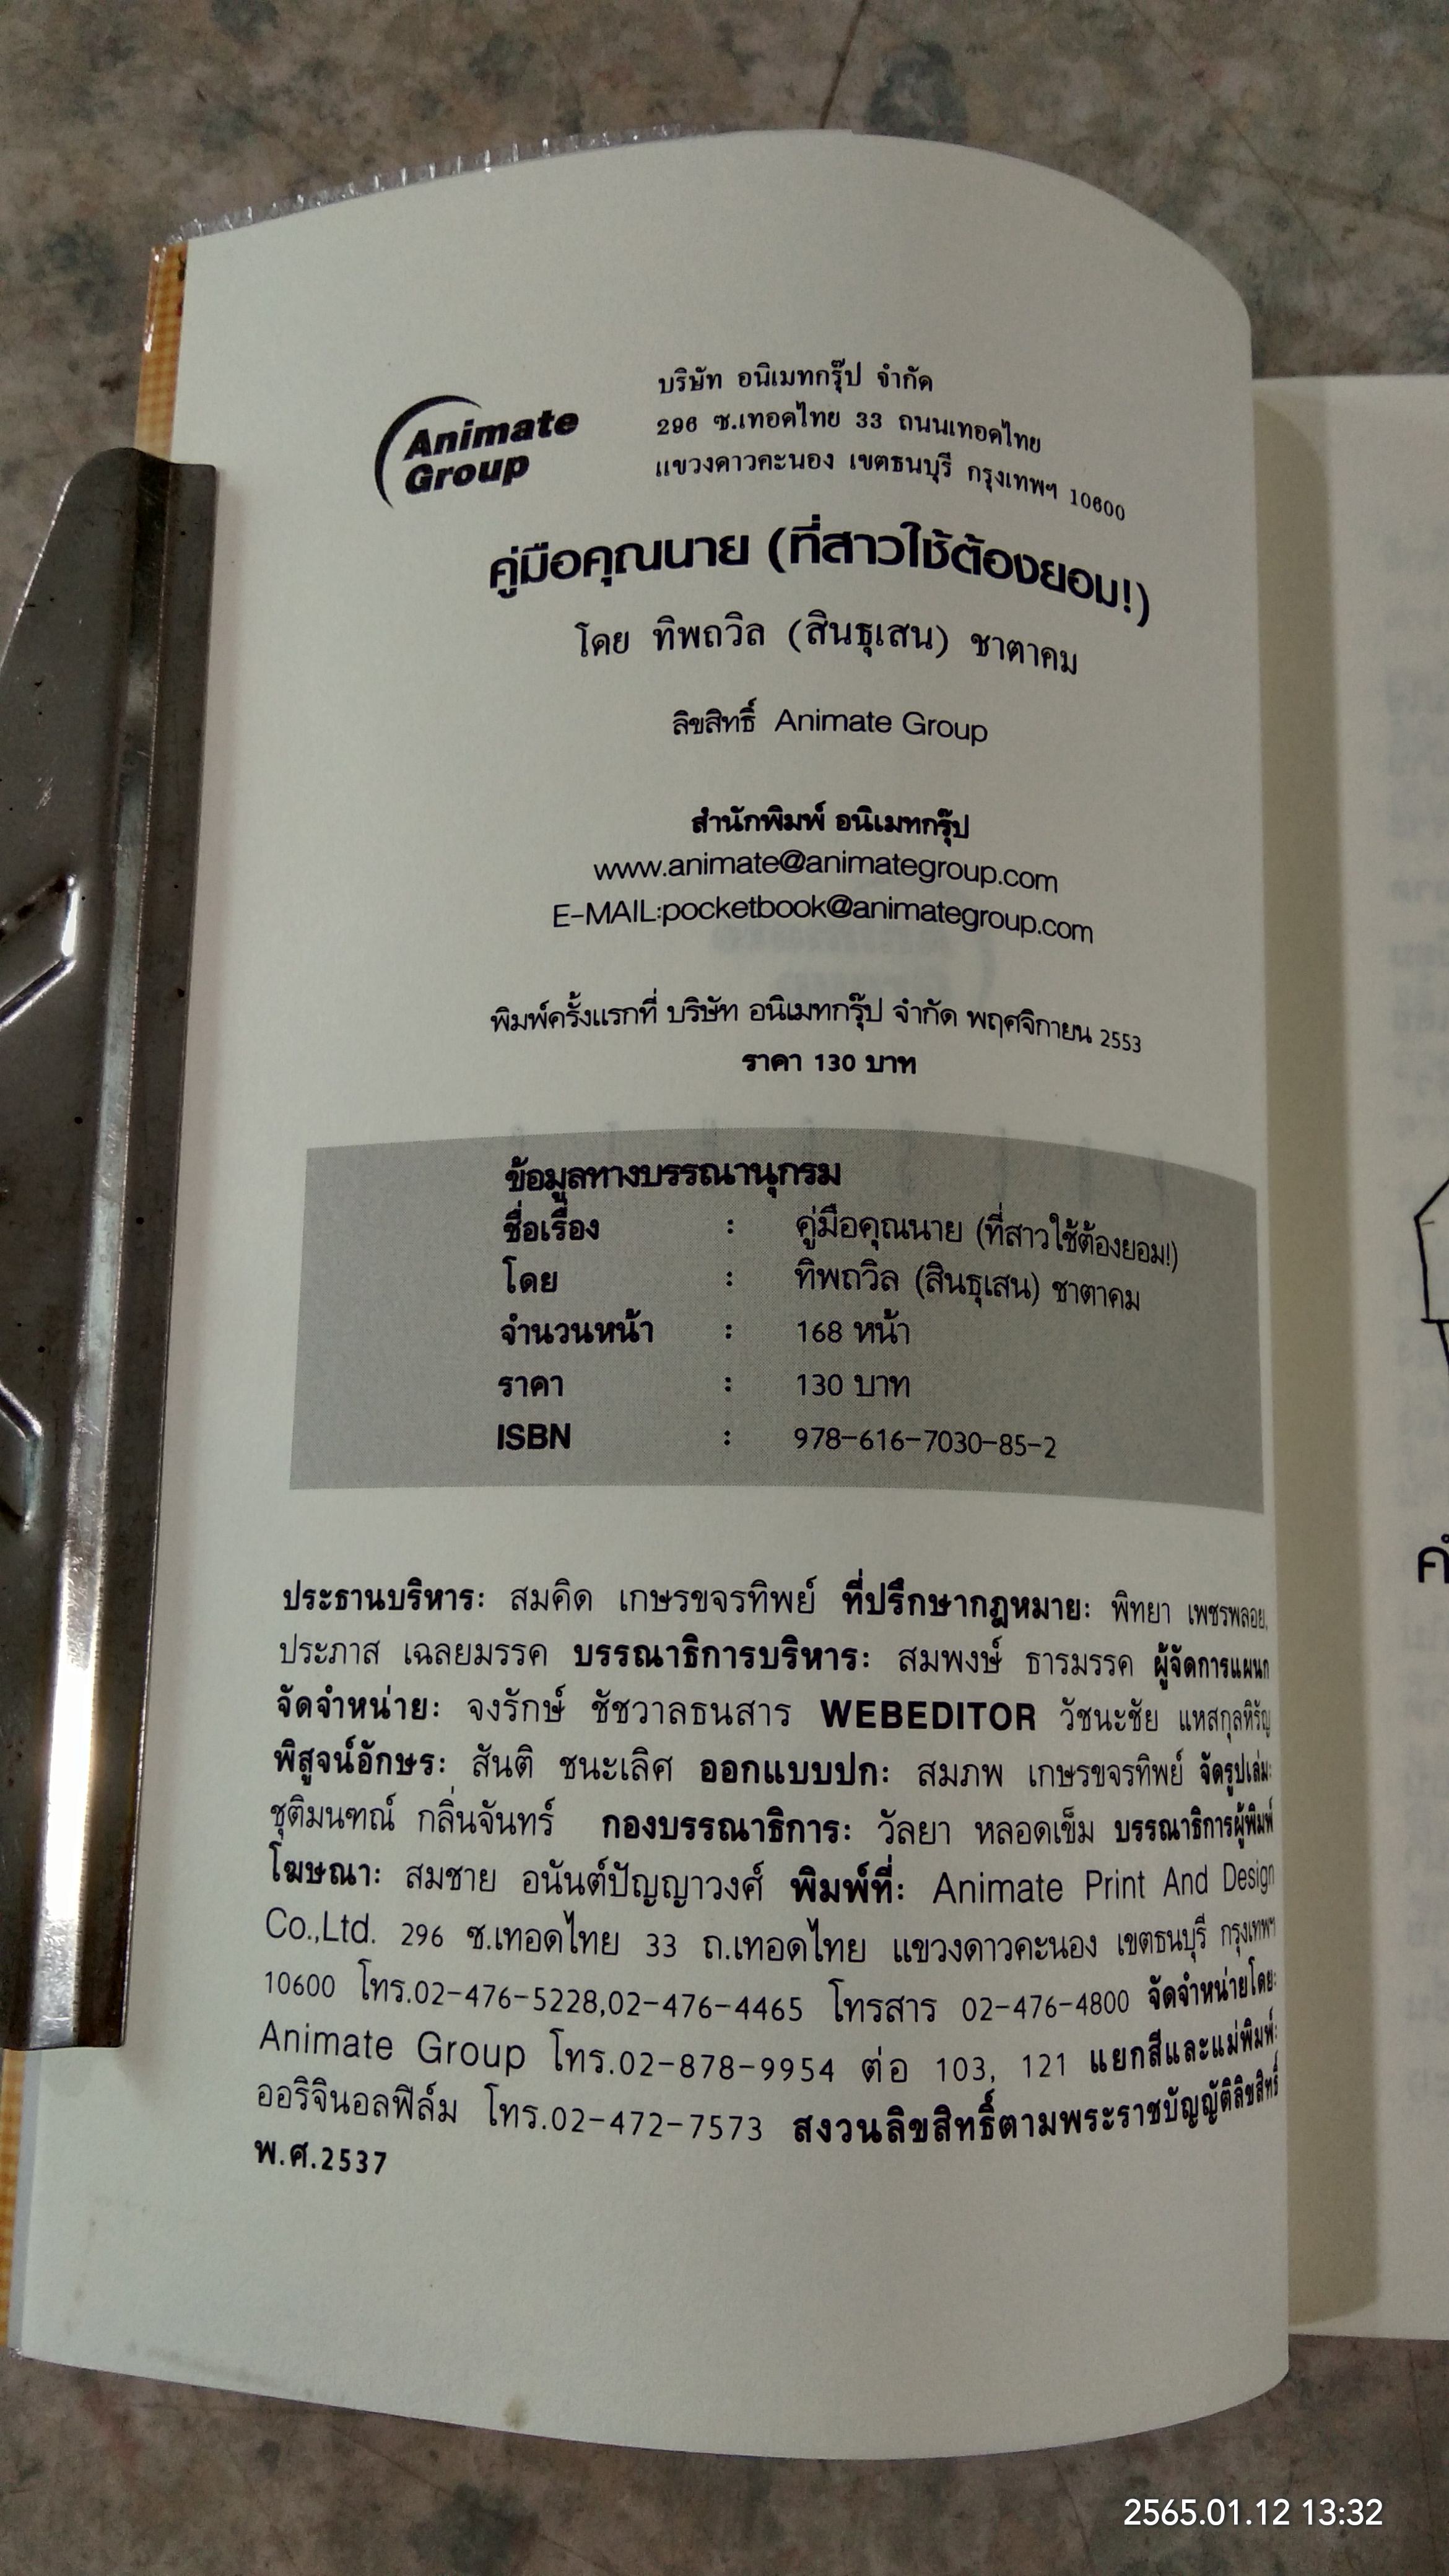 Animate
Group
บริษัท อนิเมทกรุ๊ป จำกัด
296 ซ.เทอดไทย 33 ถนนเทอดไทย
แขวงดาวคะนอง เขตธนบุรี กรุงเทพฯ 10600
คู่มือคุณนาย (ที่สาวใช้ต้องยอม!)
โดย ทิพถวิล (สินธุเสน) ชาตาคม
ลิขสิทธิ์ Animate Group
สำนักพิมพ์ อนิเมทกรุ๊ป
www.animate@animategroup.com
E-MAIL:pocketbook@animategroup.com
พิมพ์ครั้งแรกที่ บริษัท อนิเมทกรุ๊ป จำกัด พฤศจิกายน 2553
ราคา 130 บาท
ข้อมูลทางบรรณานุกรม
ชื่อเรื่อง : คู่มือคุณนาย (ที่สาวใช้ต้องยอม!)
โดย : ทิพถวิล (สินธุเสน) ชาตาคม
จำนวนหน้า : 168 หน้า
ราคา : 130 บาท
ISBN : 978-616-7030-85-2
ประธานบริหาร: สมคิด เกษรขจรทิพย์ ที่ปรึกษากฎหมาย: พิทยา เพชรพลอย,
ประภาส เฉลยมรรค บรรณาธิการบริหาร: สมพงษ์ ธารมรรค ผู้จัดการแผนก
จัดจำหน่าย: จงรักษ์ ชัชวาลธนสาร WEBEDITOR วัชนะชัย แหสกุลหิรัญ
พิสูจน์อักษร: สันติ ชนะเลิศ ออกแบบปก: สมภพ เกษรขจรทิพย์ จัดรูปเล่ม:
ชุติมนฑณ์ กลิ่นจันทร์ กองบรรณาธิการ: วัลยา หลอดเข็ม บรรณาธิการผู้พิมพ์
โฆษณา: สมชาย อนันต์ปัญญาวงศ์ พิมพ์ที่: Animate Print And Design
Co.,Ltd. 296 ซ.เทอดไทย 33 ถ.เทอดไทย แขวงดาวคะนอง เขตธนบุรี กรุงเทพฯ
10600 โทร.02-476-5228,02-476-4465 โทรสาร 02-476-4800 จัดจำหน่ายโดย:
Animate Group โทร.02-878-9954 ต่อ 103, 121 แยกสีและแม่พิมพ์:
ออริจินอลฟิล์ม โทร.02-472-7573 สงวนลิขสิทธิ์ตามพระราชบัญญัติลิขสิทธิ์
พ.ศ.2537
2565.01.12 13:32